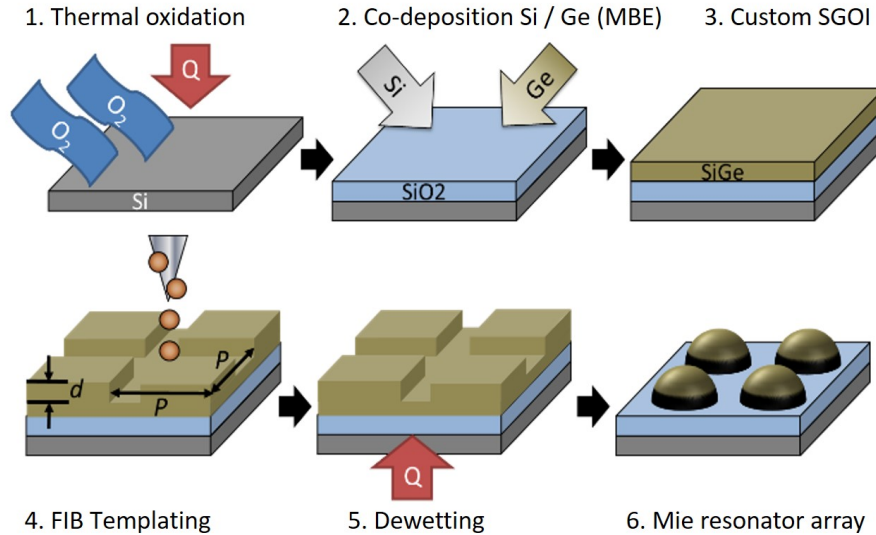 1. Thermal oxidation
2. Co-deposition Si / Ge (MBE)
3. Custom SGOI
O2
O2
Q
Si
Si
Ge
SiO2
SiGe
d
P
P
Q
4. FIB Templating
5. Dewetting
6. Mie resonator array